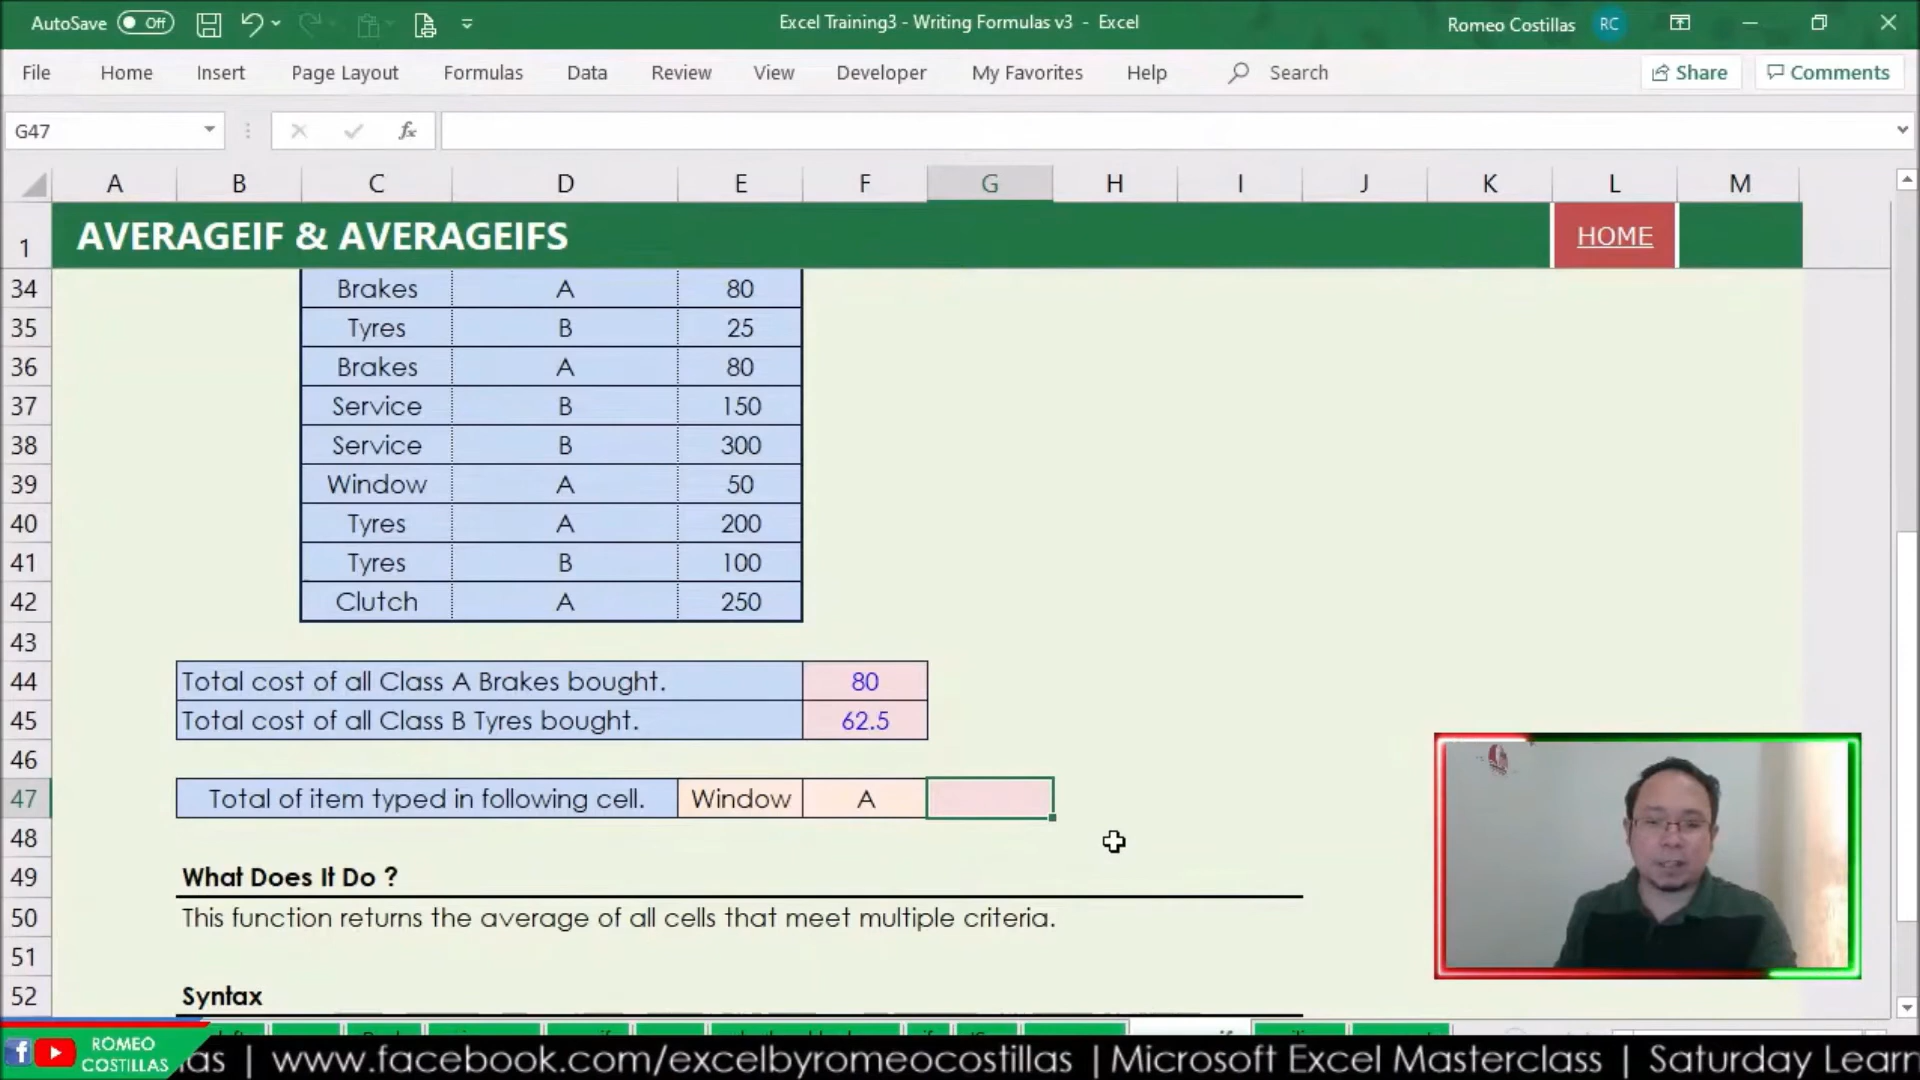 AutoSave Off Excel Training3 - Writing Formulas v3 - Excel Romeo Costillas RC
File Home Insert Page Layout Formulas Data Review View Developer My Favorites Help Search Share Comments
G47 fx
A B C D E F G H I J K L M
1 AVERAGEIF & AVERAGEIFS HOME
34 Brakes A 80
35 Tyres B 25
36 Brakes A 80
37 Service B 150
38 Service B 300
39 Window A 50
40 Tyres A 200
41 Tyres B 100
42 Clutch A 250
43
44 Total cost of all Class A Brakes bought. 80
45 Total cost of all Class B Tyres bought. 62.5
46
47 Total of item typed in following cell. Window A
48
49 What Does It Do ?
50 This function returns the average of all cells that meet multiple criteria.
51
52 Syntax
f ROMEO
COSTILLAS
as | www.facebook.com/excelbyromeocostillas | Microsoft Excel Masterclass | Saturday Learn